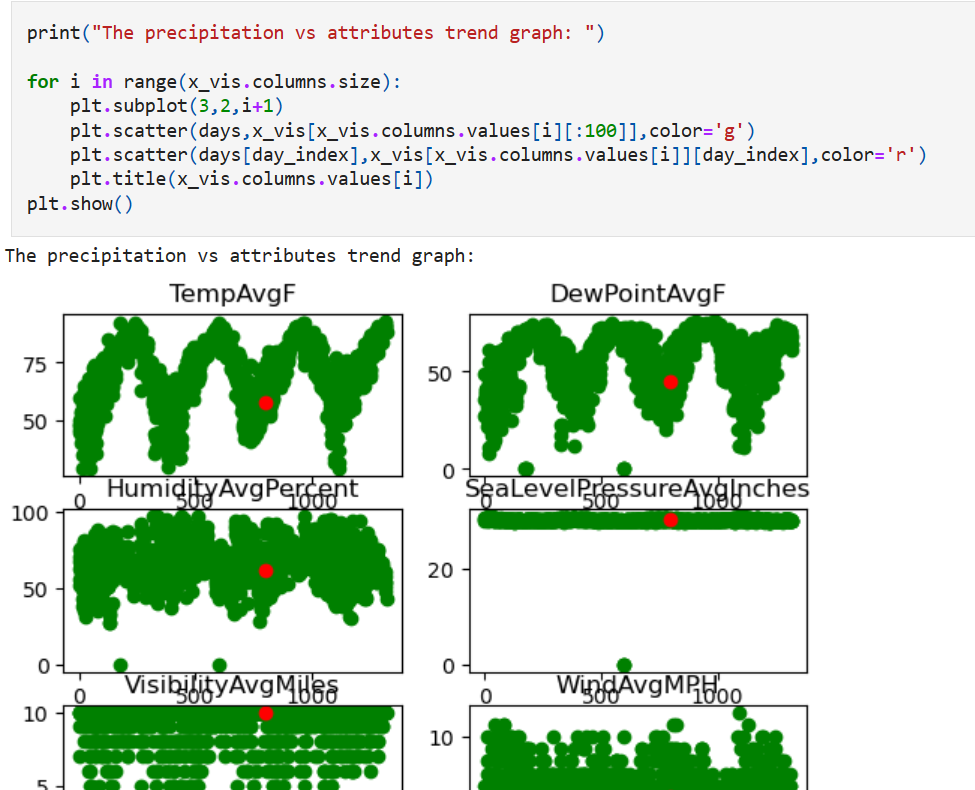 print("The precipitation vs attributes trend graph: ")
for i in range(x_vis.columns.size):
    plt.subplot(3,2,i+1)
    plt.scatter(days,x_vis[x_vis.columns.values[i][:100]],color='g')
    plt.scatter(days[day_index],x_vis[x_vis.columns.values[i]][day_index],color='r')
    plt.title(x_vis.columns.values[i])
plt.show()
The precipitation vs attributes trend graph:
TempAvgF DewPointAvgF
75
50
50
0
0 500 1000 0 500 1000
HumidityAvgPercent SeaLevelPressureAvgInches
100
50
0
20
0
0 500 1000 0 500 1000
VisibilityAvgMiles WindAvgMPH
10 10
5